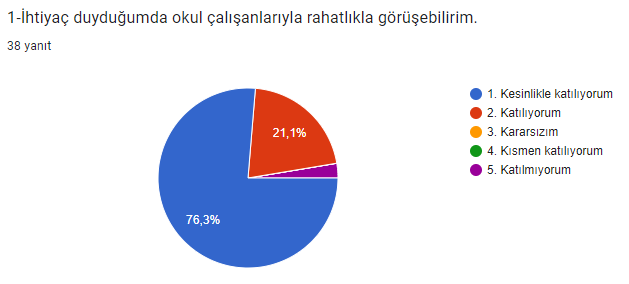 1-İhtiyaç duyduğumda okul çalışanlarıyla rahatlıkla görüşebilirim.
38 yanıt
1. Kesinlikle katılıyorum
2. Katılıyorum
3. Kararsızım
4. Kısmen katılıyorum
5. Katılmıyorum
21,1%
76,3%